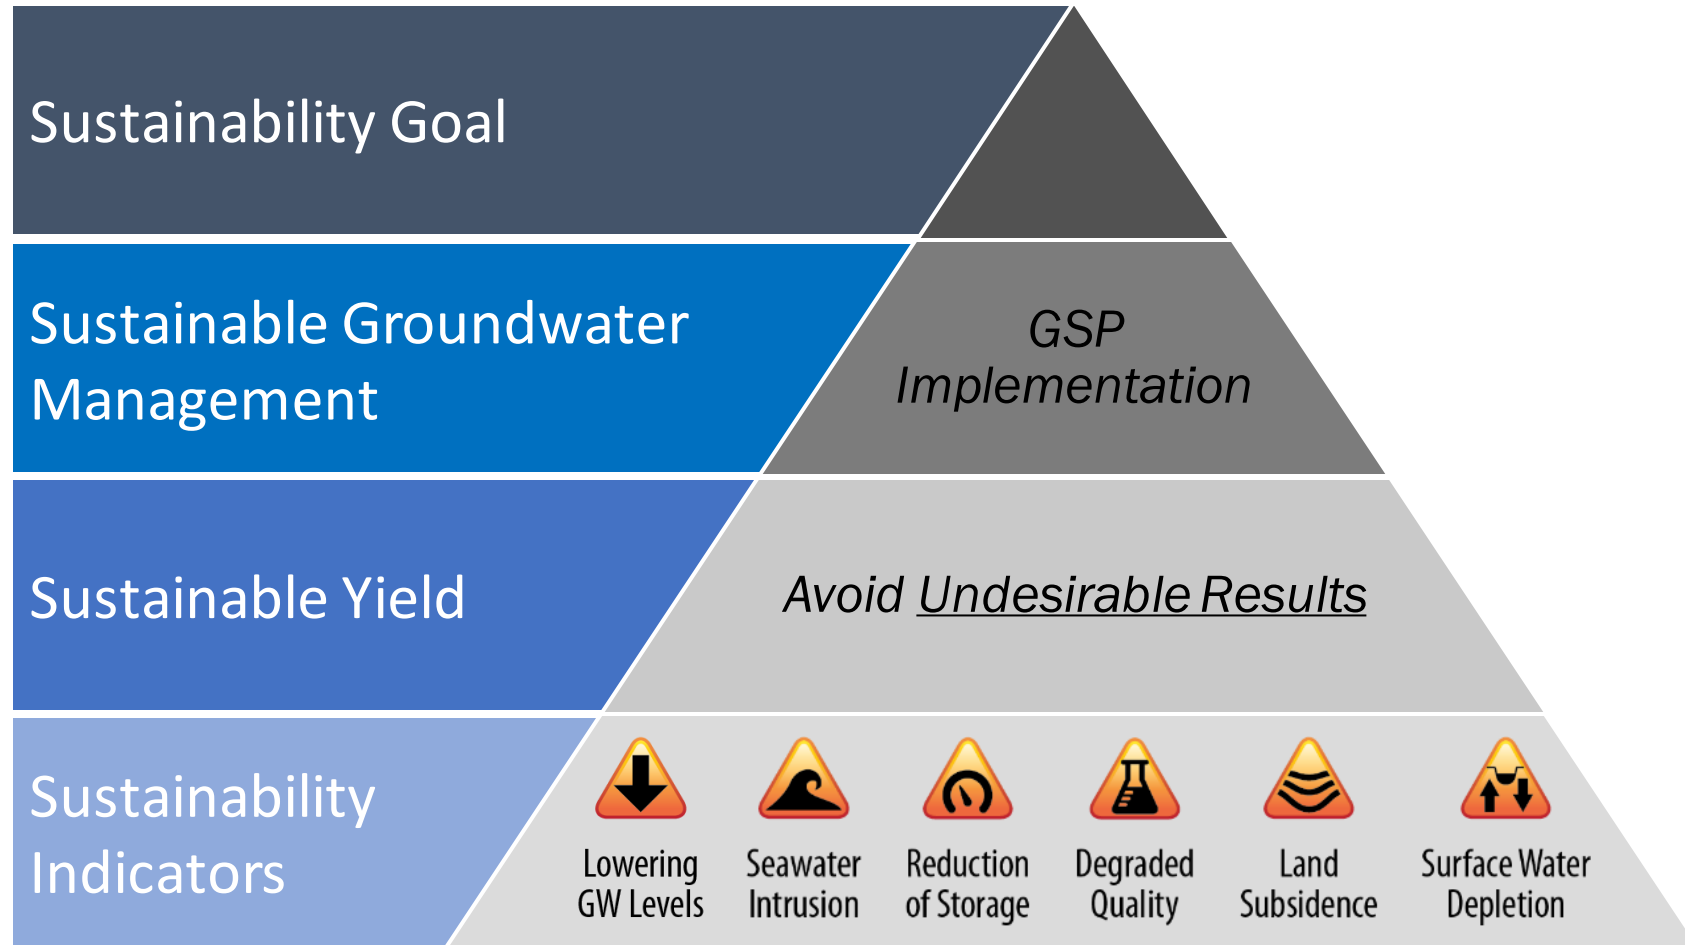 Sustainability Goal
Sustainable Groundwater
Management
GSP
Implementation
Sustainable Yield
Avoid Undesirable Results
Sustainability
Indicators
Lowering
GW Levels
Seawater
Intrusion
Reduction
of Storage
Degraded
Quality
Land
Subsidence
Surface Water
Depletion